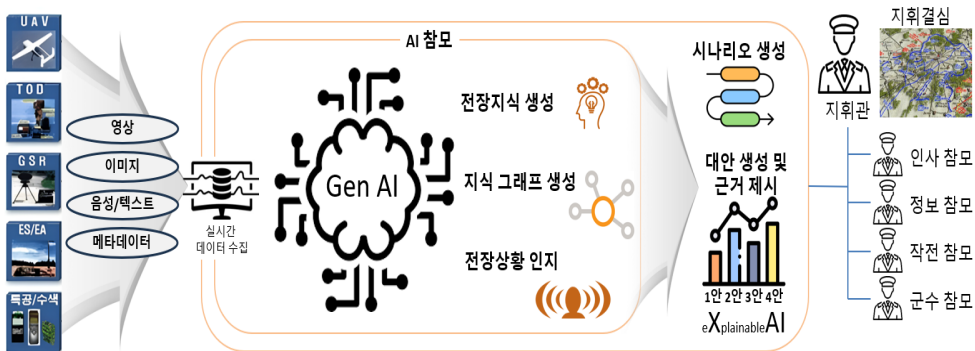 UAV
TOD
GSR
ES/EA
특공/수색
영상
이미지
음성/텍스트
메타데이터
실시간
데이터 수집
AI 참모
Gen AI
전장지식 생성
지식 그래프 생성
전장상황 인지
시나리오 생성
대안 생성 및
근거 제시
1안 2안 3안 4안
eXplainableAI
지휘결심
지휘관
인사 참모
정보 참모
작전 참모
군수 참모